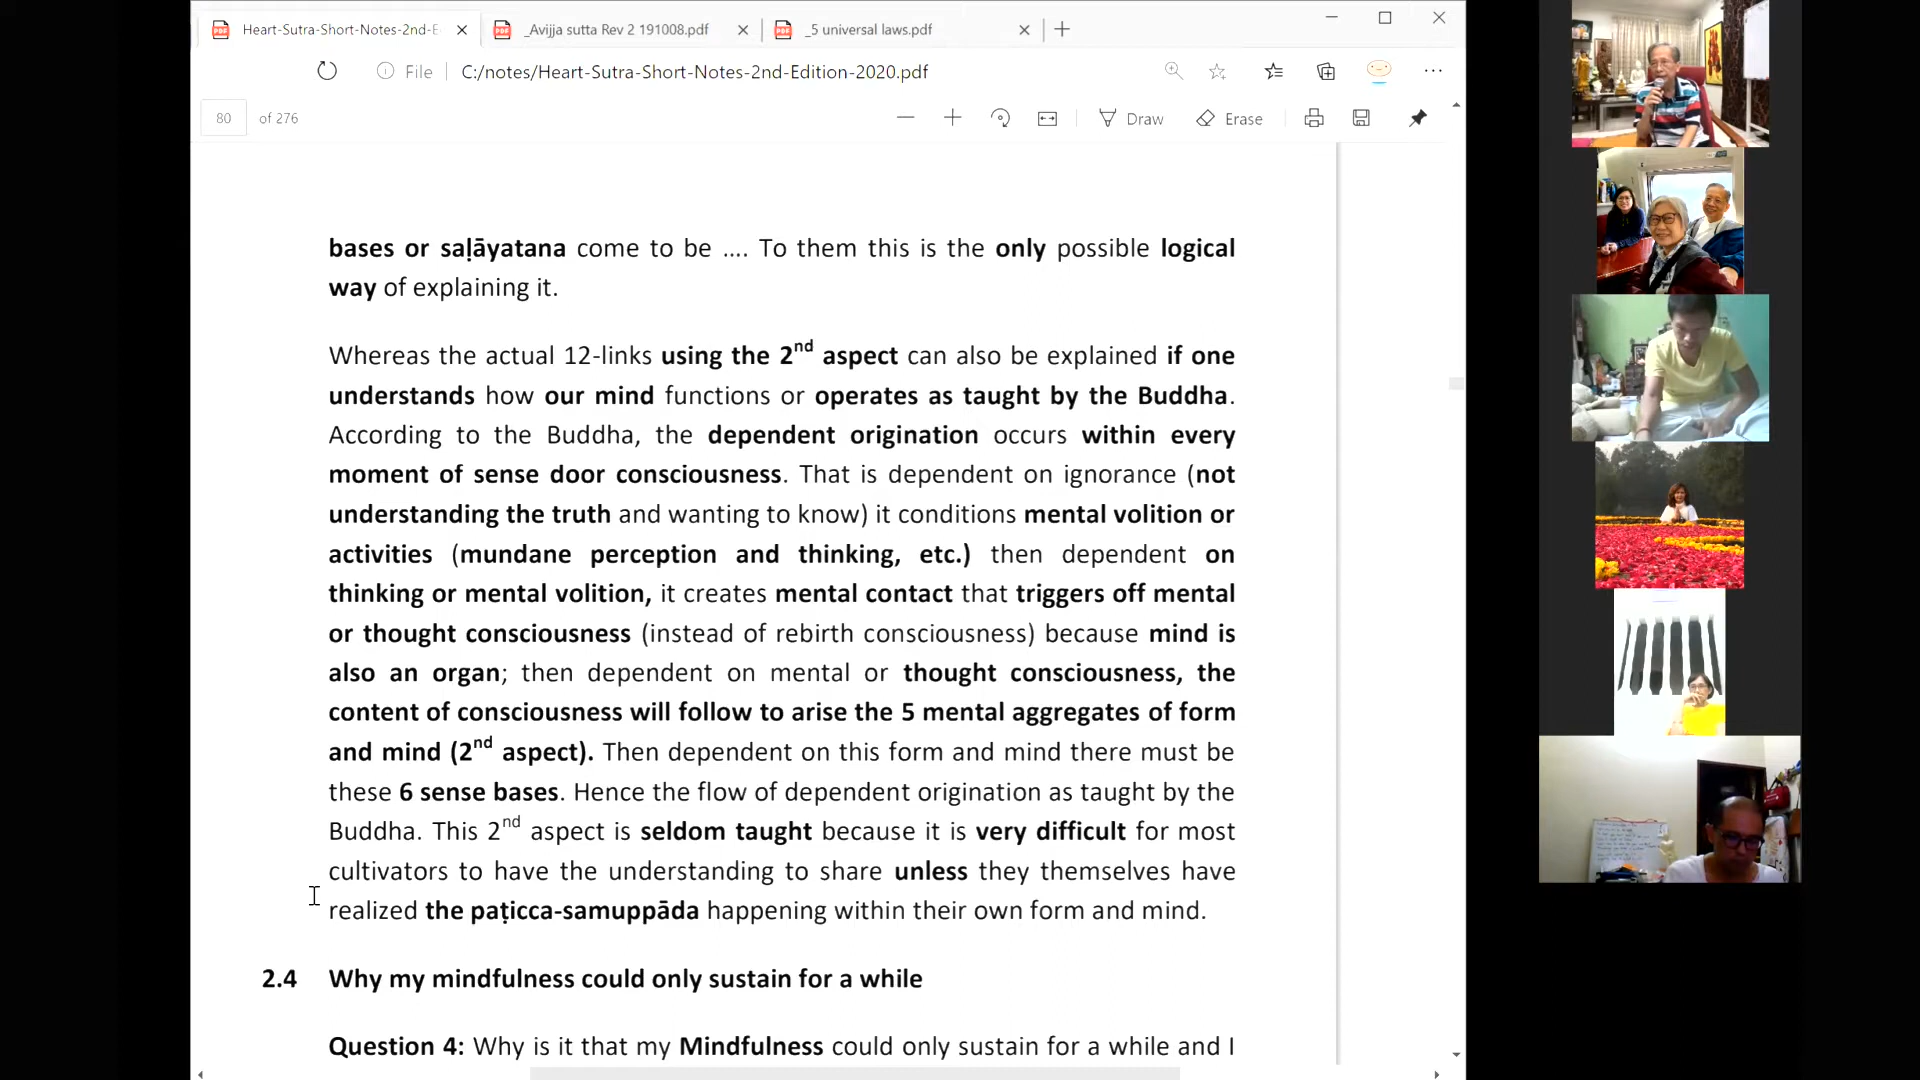 Heart-Sutra-Short-Notes-2nd-E
_Avijja sutta Rev 2 191008.pdf
_5 universal laws.pdf
File
C:/notes/Heart-Sutra-Short-Notes-2nd-Edition-2020.pdf
80 of 276
Draw
Erase
bases or saḷāyatana come to be .... To them this is the only possible logical
way of explaining it.
Whereas the actual 12-links using the 2nd aspect can also be explained if one
understands how our mind functions or operates as taught by the Buddha.
According to the Buddha, the dependent origination occurs within every
moment of sense door consciousness. That is dependent on ignorance (not
understanding the truth and wanting to know) it conditions mental volition or
activities (mundane perception and thinking, etc.) then dependent on
thinking or mental volition, it creates mental contact that triggers off mental
or thought consciousness (instead of rebirth consciousness) because mind is
also an organ; then dependent on mental or thought consciousness, the
content of consciousness will follow to arise the 5 mental aggregates of form
and mind (2nd aspect). Then dependent on this form and mind there must be
these 6 sense bases. Hence the flow of dependent origination as taught by the
Buddha. This 2nd aspect is seldom taught because it is very difficult for most
cultivators to have the understanding to share unless they themselves have
realized the paṭicca-samuppāda happening within their own form and mind.
2.4 Why my mindfulness could only sustain for a while
Question 4: Why is it that my Mindfulness could only sustain for a while and I